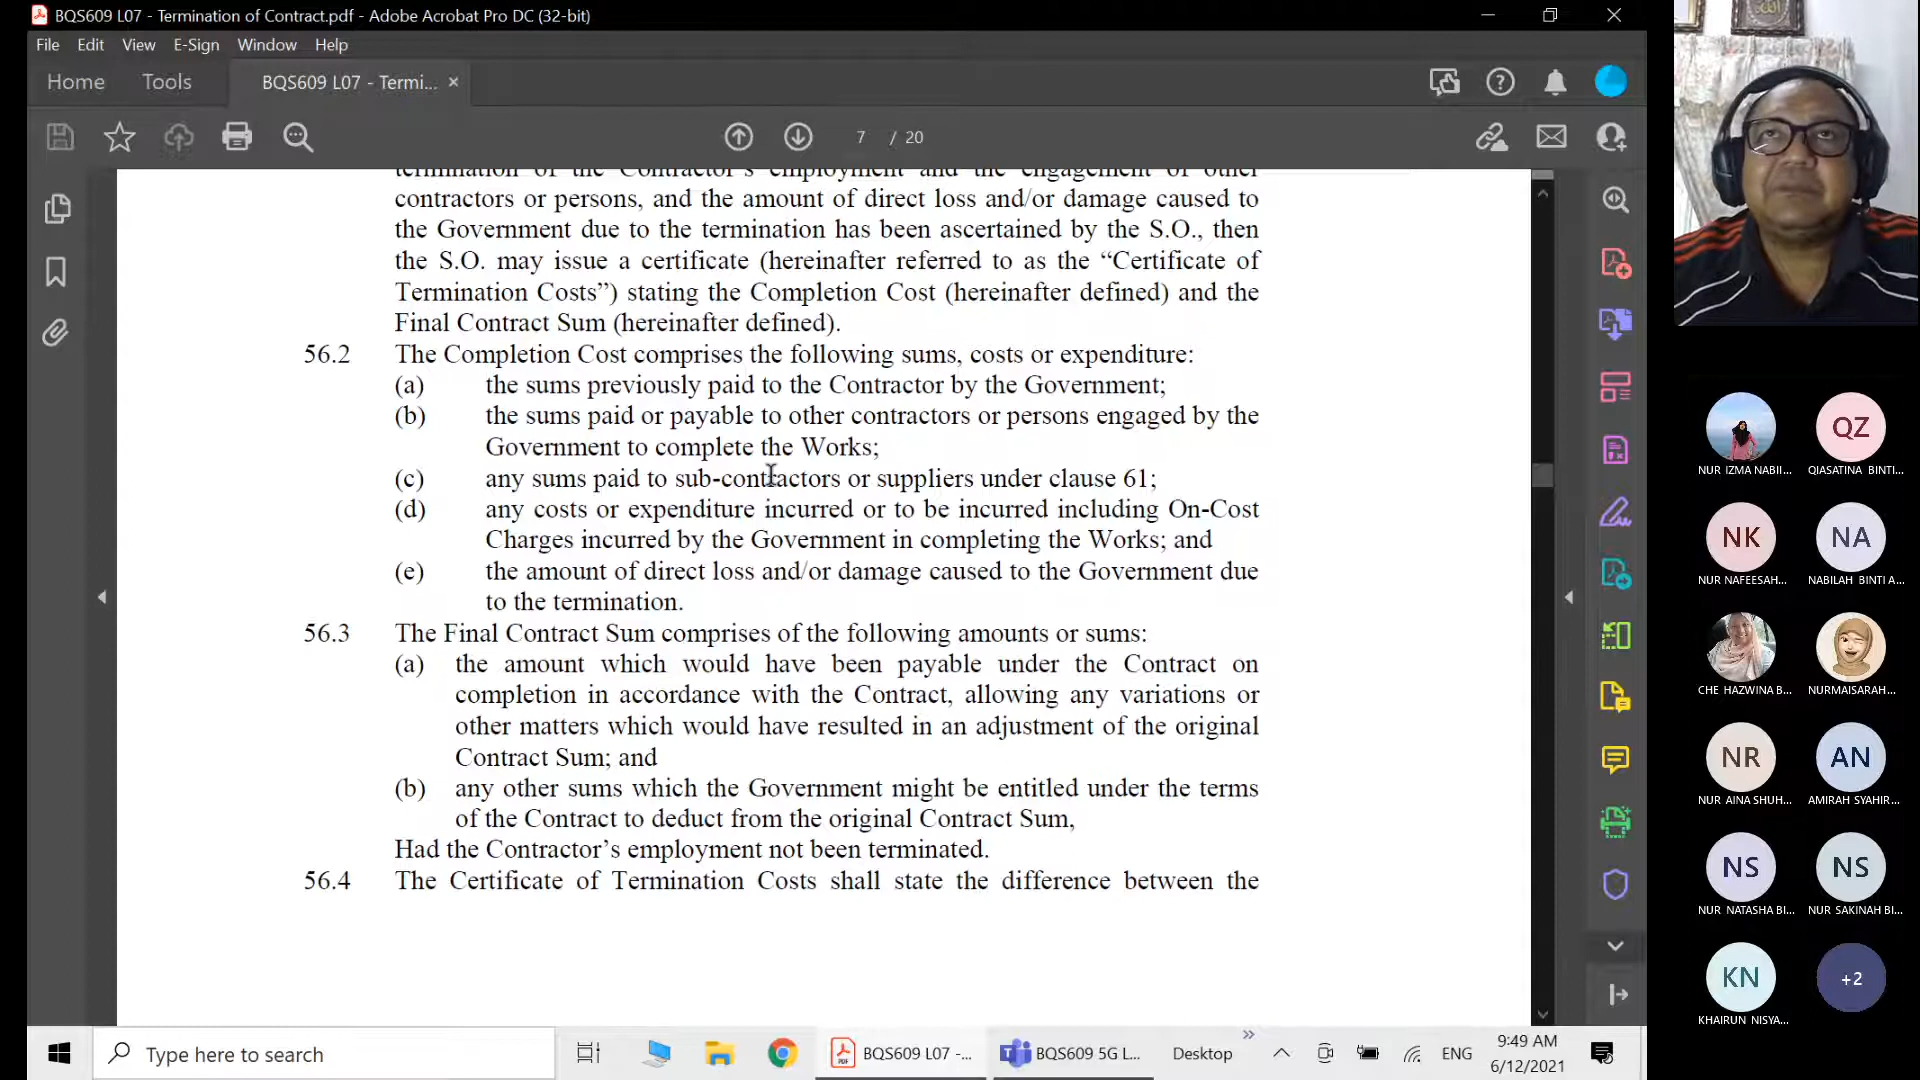 BQS609 L07 - Termination of Contract.pdf - Adobe Acrobat Pro DC (32-bit)
File Edit View E-Sign Window Help
Home Tools BQS609 L07 - Termi...
7 / 20
termination of the Contractor's employment and the engagement of other
contractors or persons, and the amount of direct loss and/or damage caused to
the Government due to the termination has been ascertained by the S.O., then
the S.O. may issue a certificate (hereinafter referred to as the “Certificate of
Termination Costs”) stating the Completion Cost (hereinafter defined) and the
Final Contract Sum (hereinafter defined).
56.2 The Completion Cost comprises the following sums, costs or expenditure:
(a) the sums previously paid to the Contractor by the Government;
(b) the sums paid or payable to other contractors or persons engaged by the
Government to complete the Works;
(c) any sums paid to sub-contractors or suppliers under clause 61;
(d) any costs or expenditure incurred or to be incurred including On-Cost
Charges incurred by the Government in completing the Works; and
(e) the amount of direct loss and/or damage caused to the Government due
to the termination.
56.3 The Final Contract Sum comprises of the following amounts or sums:
(a) the amount which would have been payable under the Contract on
completion in accordance with the Contract, allowing any variations or
other matters which would have resulted in an adjustment of the original
Contract Sum; and
(b) any other sums which the Government might be entitled under the terms
of the Contract to deduct from the original Contract Sum,
Had the Contractor’s employment not been terminated.
56.4 The Certificate of Termination Costs shall state the difference between the
QZ
NUR IZMA NABII... QIASATINA BINTI...
NK NA
NUR NAFEESAH... NABILAH BINTI A...
CHE HAZWINA B... NURMAISARAH...
NR AN
NUR AINA SHUH... AMIRAH SYAHIR...
NS NS
NUR NATASHA BI... NUR SAKINAH BI...
KN +2
KHAIRUN NISYA...
Type here to search
BQS609 L07 -... BQS609 5G L... Desktop ENG
9:49 AM
6/12/2021